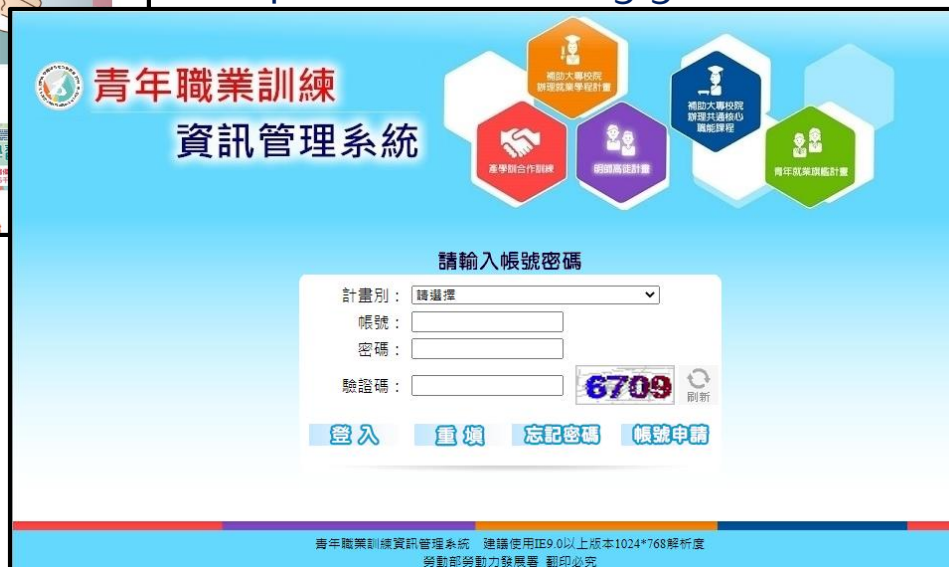 青年職業訓練
資訊管理系統
補助大專校院
辦理就業學程計畫
補助大專校院
辦理共通核心
職能課程
產學訓合作訓練
明師高徒計畫
青年就業旗艦計畫
請輸入帳號密碼
計畫別：請選擇
帳號：
密碼：
驗證碼：
6709
刷新
登入
重填
忘記密碼
帳號申請
青年職業訓練資訊管理系統　建議使用IE9.0以上版本1024*768解析度
勞動部勞動力發展署 翻印必究